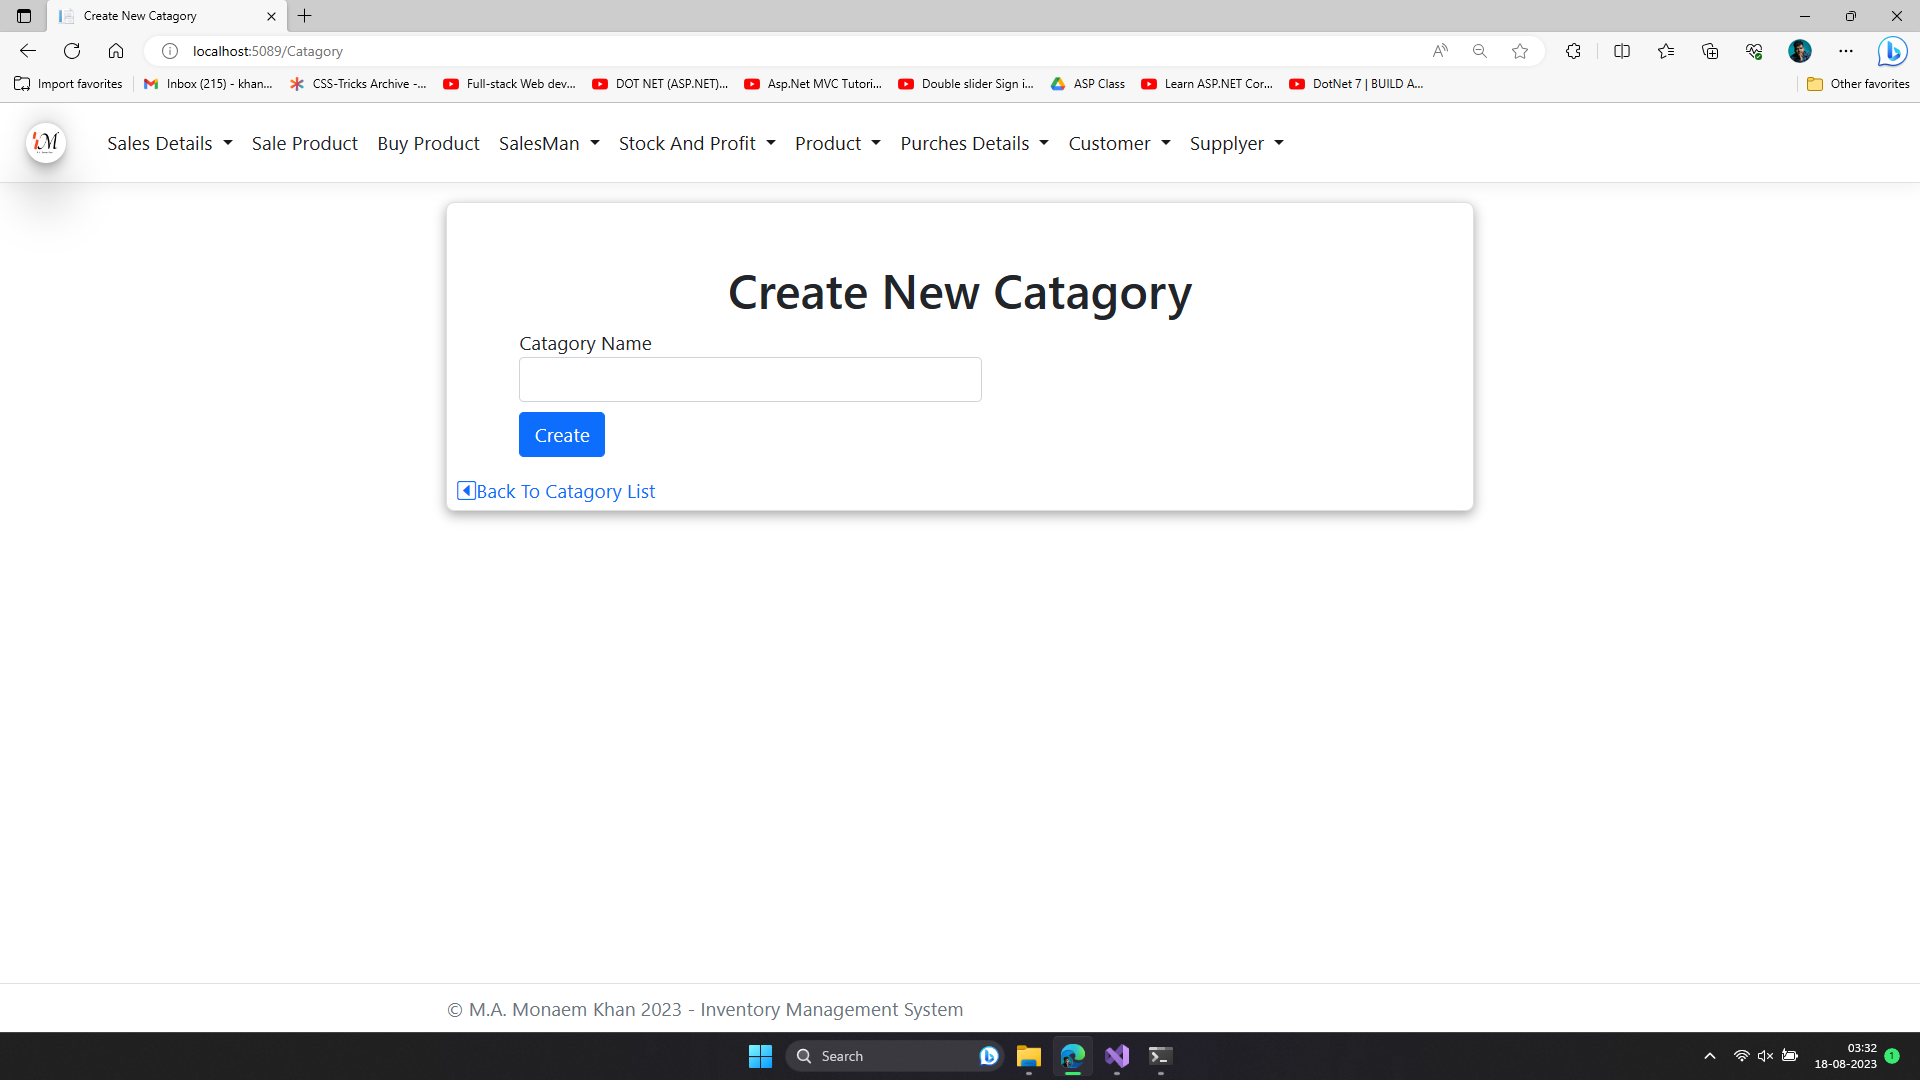 Create New Catagory
localhost:5089/Catagory
Import favorites
Inbox (215) - khan...
CSS-Tricks Archive -...
Full-stack Web dev...
DOT NET (ASP.NET)...
Asp.Net MVC Tutori...
Double slider Sign i...
ASP Class
Learn ASP.NET Cor...
DotNet 7 | BUILD A...
Other favorites
Sales Details
Sale Product
Buy Product
SalesMan
Stock And Profit
Product
Purches Details
Customer
Supplyer
Create New Catagory
Catagory Name
Create
Back To Catagory List
© M.A. Monaem Khan 2023 - Inventory Management System
Search
03:32
18-08-2023
1